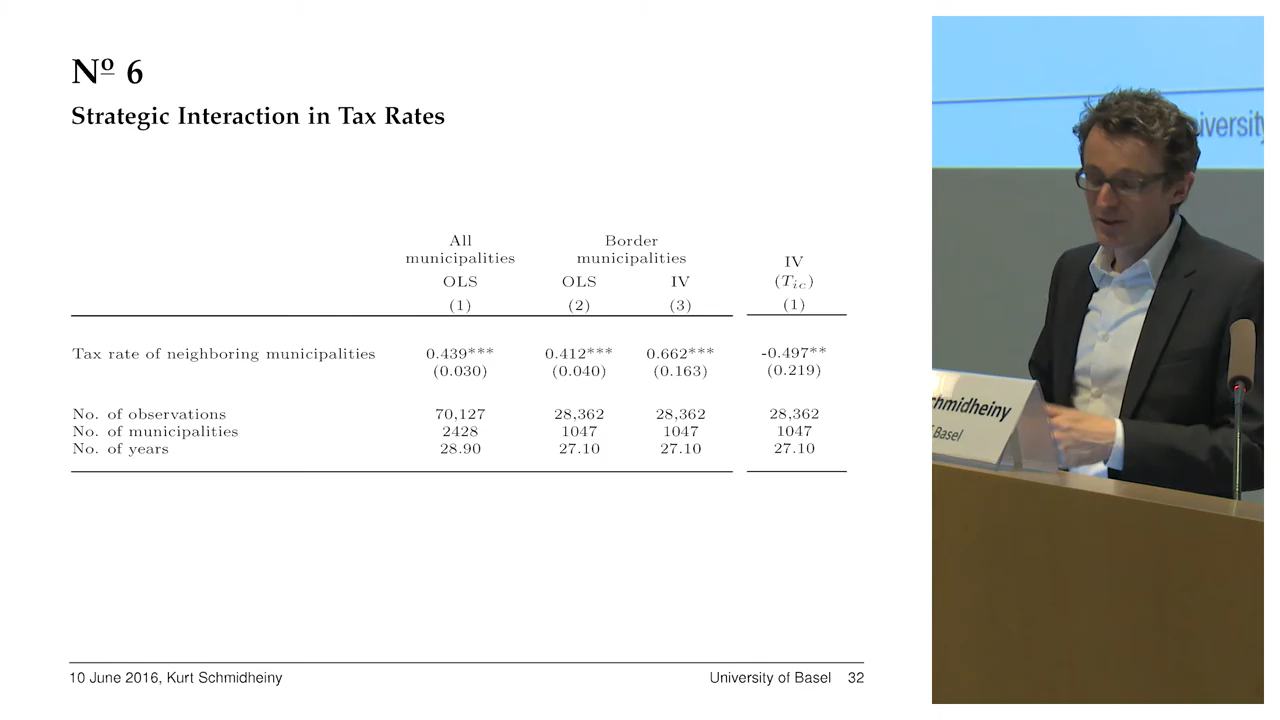 Nº 6
Strategic Interaction in Tax Rates
All municipalities
Border municipalities
IV
OLS OLS IV (Tic)
(1) (2) (3) (1)
Tax rate of neighboring municipalities 0.439*** 0.412*** 0.662*** -0.497**
(0.030) (0.040) (0.163) (0.219)
No. of observations 70,127 28,362 28,362 28,362
No. of municipalities 2428 1047 1047 1047
No. of years 28.90 27.10 27.10 27.10
10 June 2016, Kurt Schmidheiny University of Basel 32
iversity
chmidheiny
Basel